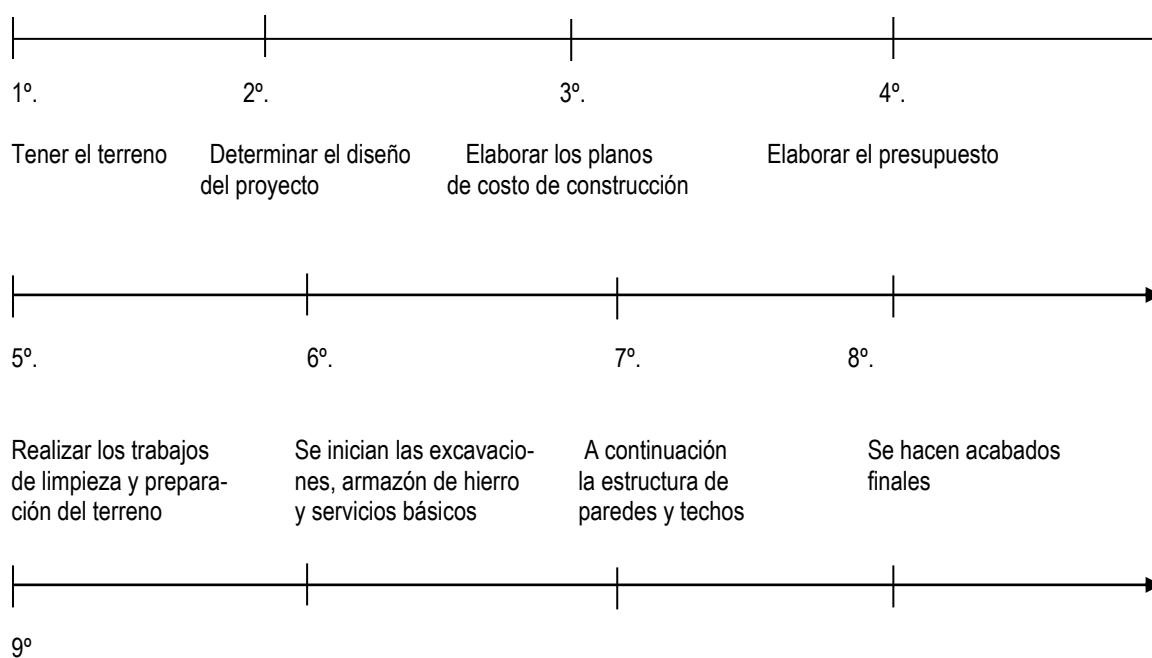 1º. 2º. 3º. 4º.
Tener el terreno Determinar el diseño Elaborar los planos Elaborar el presupuesto
del proyecto de costo de construcción
5º. 6º. 7º. 8º.
Realizar los trabajos Se inician las excavacio- A continuación Se hacen acabados
de limpieza y prepara- nes, armazón de hierro la estructura de finales
ción del terreno y servicios básicos paredes y techos
9º